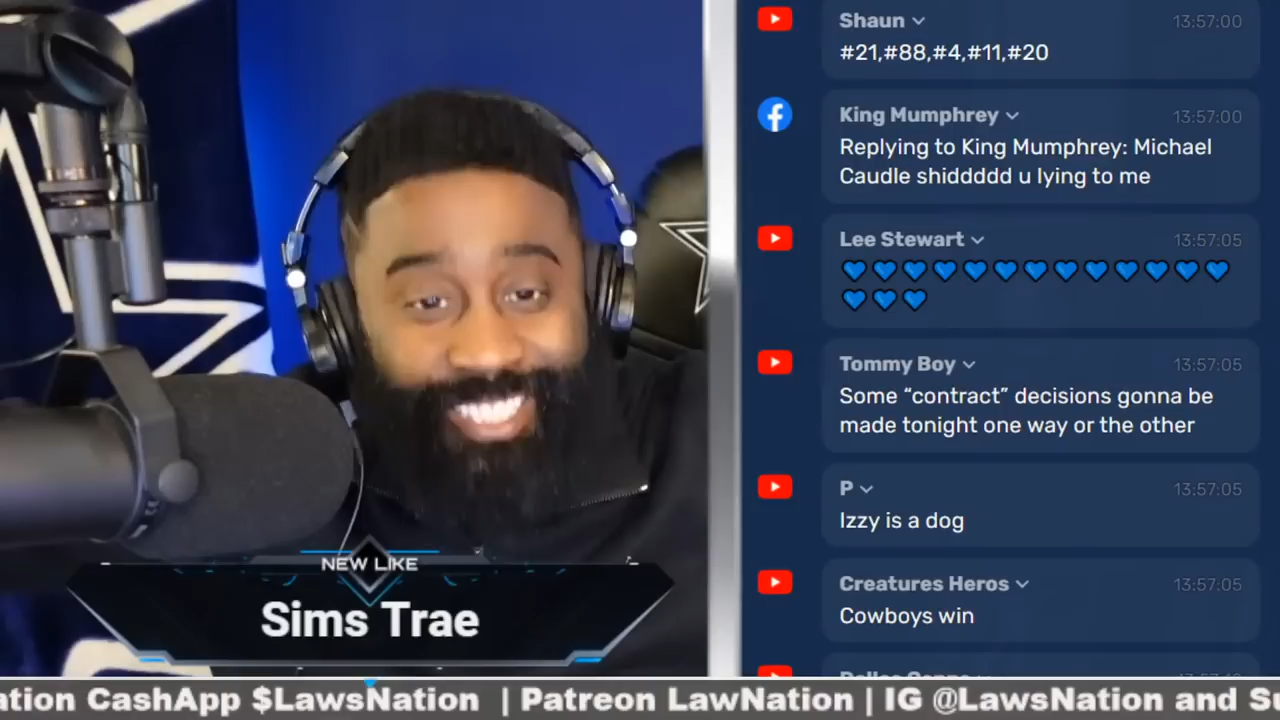 Shaun
13:57:00
#21,#88,#4,#11,#20
King Mumphrey
13:57:00
Replying to King Mumphrey: Michael
Caudle shiddddd u lying to me
Lee Stewart
13:57:05
💙💙💙💙💙💙💙💙💙💙💙💙💙
💙💙💙
Tommy Boy
13:57:05
Some “contract” decisions gonna be
made tonight one way or the other
P
13:57:05
Izzy is a dog
Creatures Heros
13:57:05
Cowboys win
NEW LIKE
Sims Trae
CashApp $LawsNation | Patreon LawNation | IG @LawsNation and